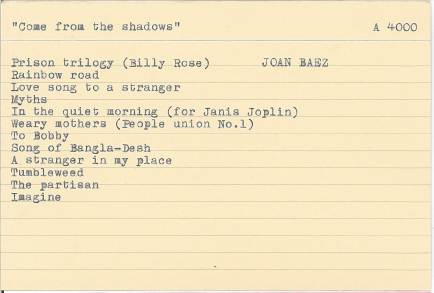 "Come from the shadows" A 4000
Prison trilogy (Billy Rose) JOAN BAEZ
Rainbow road
Love song to a stranger
Myths
In the quiet morning (for Janis Joplin)
Weary mothers (People union No.1)
To Bobby
Song of Bangla-Desh
A stranger in my place
Tumbleweed
The partisan
Imagine